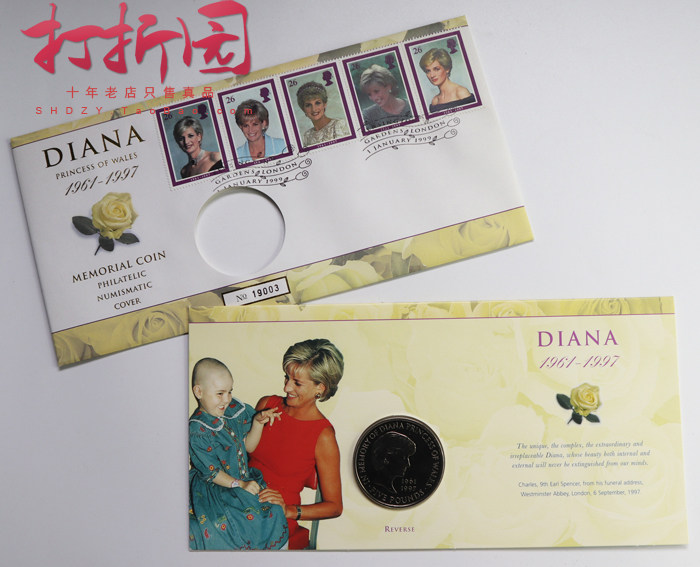 打折园
十年老店只售真品
DIANA
PRINCESS OF WALES
1961-1997
MEMORIAL COIN
PHILATELIC
NUMISMATIC
COVER
26
26
26
26
26
GARDENS LONDON
1 JANUARY 1999
GARDENS LONDON
1 JANUARY 1999
No 19003
DIANA
1961-1997
The unique, the complex, the extraordinary and
irreplaceable Diana, whose beauty both internal and
external will never be extinguished from our minds.
Charles, 9th Earl Spencer, from his funeral address,
Westminster Abbey, London, 6 September, 1997.
IN MEMORY OF DIANA PRINCESS OF WALES
1961
1997
FIVE POUNDS
REVERSE